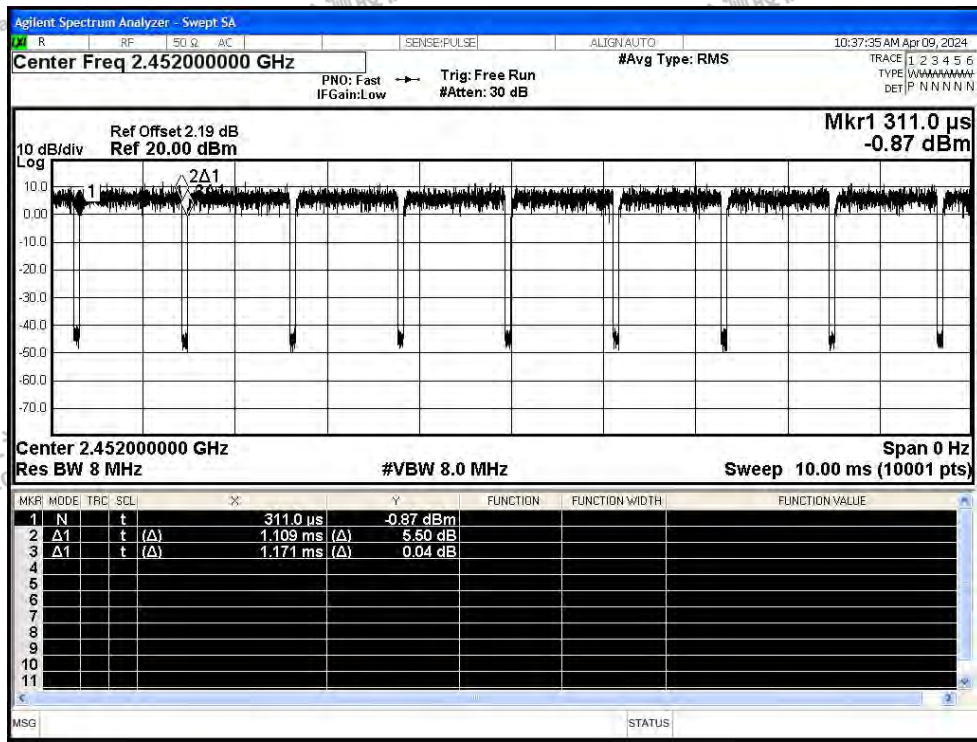 Agilent Spectrum Analyzer - Swept SA
LXI R RF 50 Ω AC SENSE:PULSE ALIGN AUTO 10:37:35 AM Apr 09, 2024
Center Freq 2.452000000 GHz #Avg Type: RMS TRACE 1 2 3 4 5 6
PNO: Fast Trig: Free Run TYPE WWWWWW
IFGain:Low #Atten: 30 dB DET P N N N N N
Mkr1 311.0 µs
Ref Offset 2.19 dB
10 dB/div Ref 20.00 dBm -0.87 dBm
Log
2Δ1
10.0
1
0.00
-10.0
-20.0
-30.0
-40.0
-50.0
-60.0
-70.0
Center 2.452000000 GHz Span 0 Hz
Res BW 8 MHz #VBW 8.0 MHz Sweep 10.00 ms (10001 pts)
MKR MODE TRC SCL X Y FUNCTION FUNCTION WIDTH FUNCTION VALUE
1 N t 311.0 µs -0.87 dBm
2 Δ1 t (Δ) 1.109 ms (Δ) 5.50 dB
3 Δ1 t (Δ) 1.171 ms (Δ) 0.04 dB
4
5
6
7
8
9
10
11
MSG STATUS